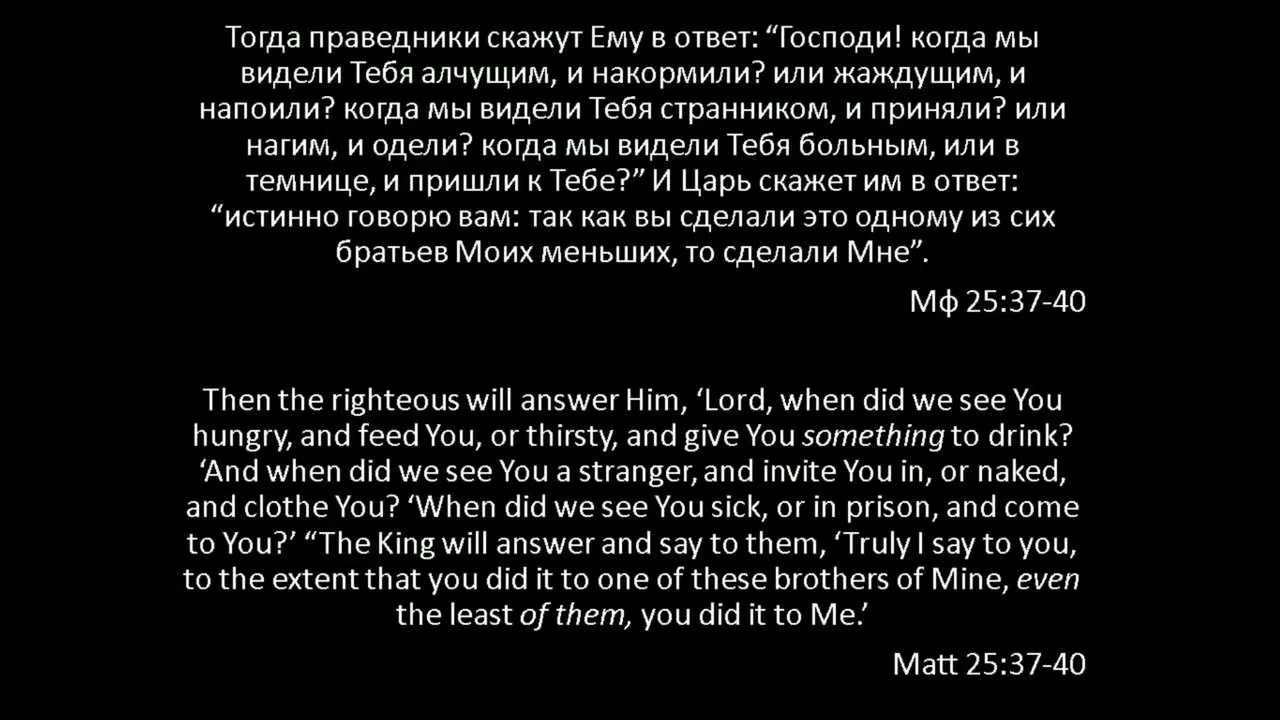 Тогда праведники скажут Ему в ответ: “Господи! когда мы
видели Тебя алчущим, и накормили? или жаждущим, и
напоили? когда мы видели Тебя странником, и приняли? или
нагим, и одели? когда мы видели Тебя больным, или в
темнице, и пришли к Тебе?” И Царь скажет им в ответ:
“истинно говорю вам: так как вы сделали это одному из сих
братьев Моих меньших, то сделали Мне”.
Мф 25:37-40
Then the righteous will answer Him, ‘Lord, when did we see You
hungry, and feed You, or thirsty, and give You something to drink?
‘And when did we see You a stranger, and invite You in, or naked,
and clothe You? ‘When did we see You sick, or in prison, and come
to You?’ “The King will answer and say to them, ‘Truly I say to you,
to the extent that you did it to one of these brothers of Mine, even
the least of them, you did it to Me.’
Matt 25:37-40